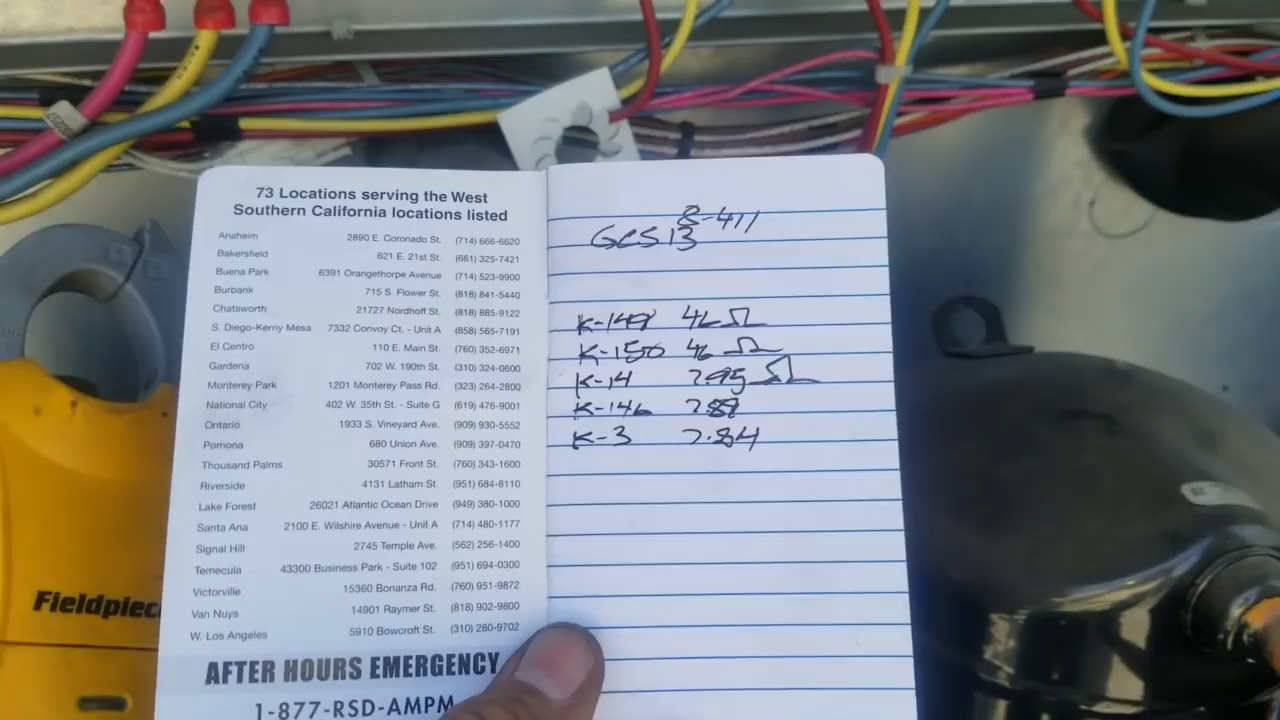 73 Locations serving the West
Southern California locations listed
Anaheim 2890 E. Coronado St. (714) 666-6620
Bakersfield 621 E. 21st St. (661) 325-7421
Buena Park 6391 Orangethorpe Avenue (714) 523-9900
Burbank 715 S. Flower St. (818) 841-5440
Chatsworth 21727 Nordhoff St. (818) 885-9122
S. Diego-Kerny Mesa 7332 Convoy Ct. - Unit A (858) 565-7191
El Centro 110 E. Main St. (760) 352-6971
Gardena 702 W. 190th St. (310) 324-0600
Monterey Park 1201 Monterey Pass Rd. (323) 264-2800
National City 402 W. 35th St. - Suite G (619) 476-9001
Ontario 1933 S. Vineyard Ave. (909) 930-5552
Pomona 680 Union Ave. (909) 397-0470
Thousand Palms 30571 Front St. (760) 343-1600
Riverside 4131 Latham St. (951) 684-8110
Lake Forest 26021 Atlantic Ocean Drive (949) 380-1000
Santa Ana 2100 E. Wilshire Avenue - Unit A (714) 480-1177
Signal Hill 2745 Temple Ave. (562) 256-1400
Temecula 43300 Business Park - Suite 102 (951) 694-0300
Victorville 15360 Bonanza Rd. (760) 951-9872
Van Nuys 14901 Raymer St. (818) 902-9800
W. Los Angeles 5910 Bowcroft St. (310) 280-9702
AFTER HOURS EMERGENCY
1-877-RSD-AMPM
8-411
GCS13
K-149 46Ω
K-150 46 Ω
K-14 7.95 Ω
K-146 7.89
K-3 7.84
Fieldpiec